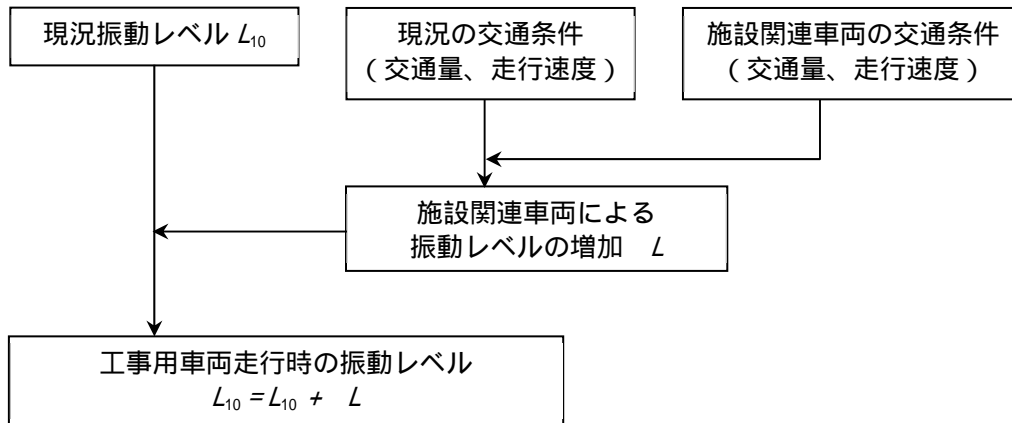 現況振動レベル L₁₀
現況の交通条件
（交通量、走行速度）
施設関連車両の交通条件
（交通量、走行速度）
施設関連車両による
振動レベルの増加　L
工事用車両走行時の振動レベル
L₁₀ = L₁₀ +　L